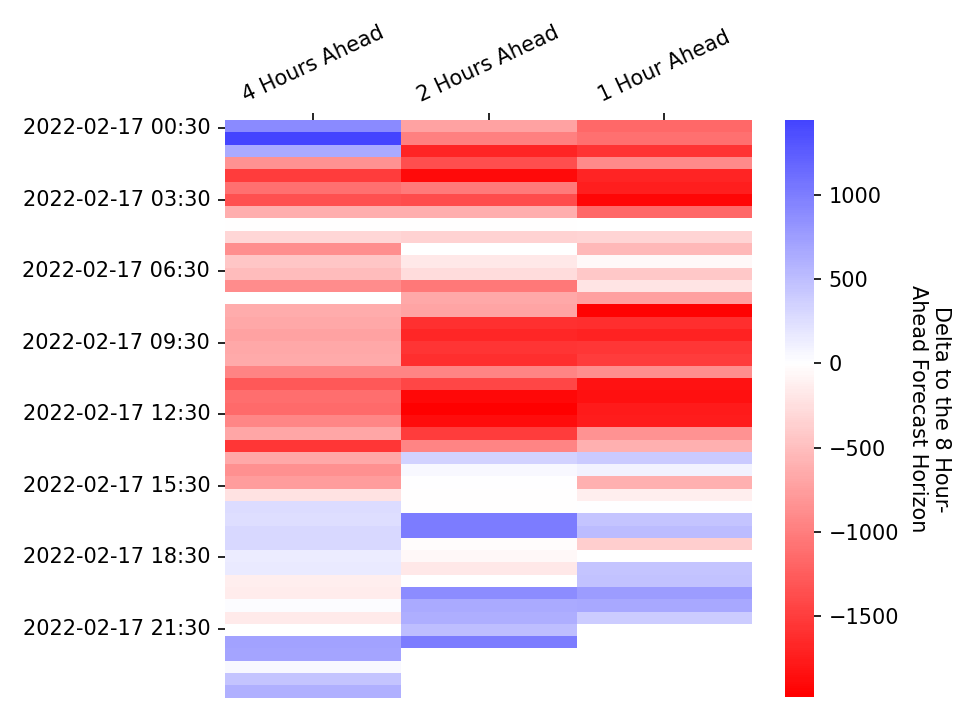 4 Hours Ahead
2 Hours Ahead
1 Hour Ahead
2022-02-17 00:30
2022-02-17 03:30
2022-02-17 06:30
2022-02-17 09:30
2022-02-17 12:30
2022-02-17 15:30
2022-02-17 18:30
2022-02-17 21:30
1000
500
0
−500
−1000
−1500
Delta to the 8 Hour-
Ahead Forecast Horizon